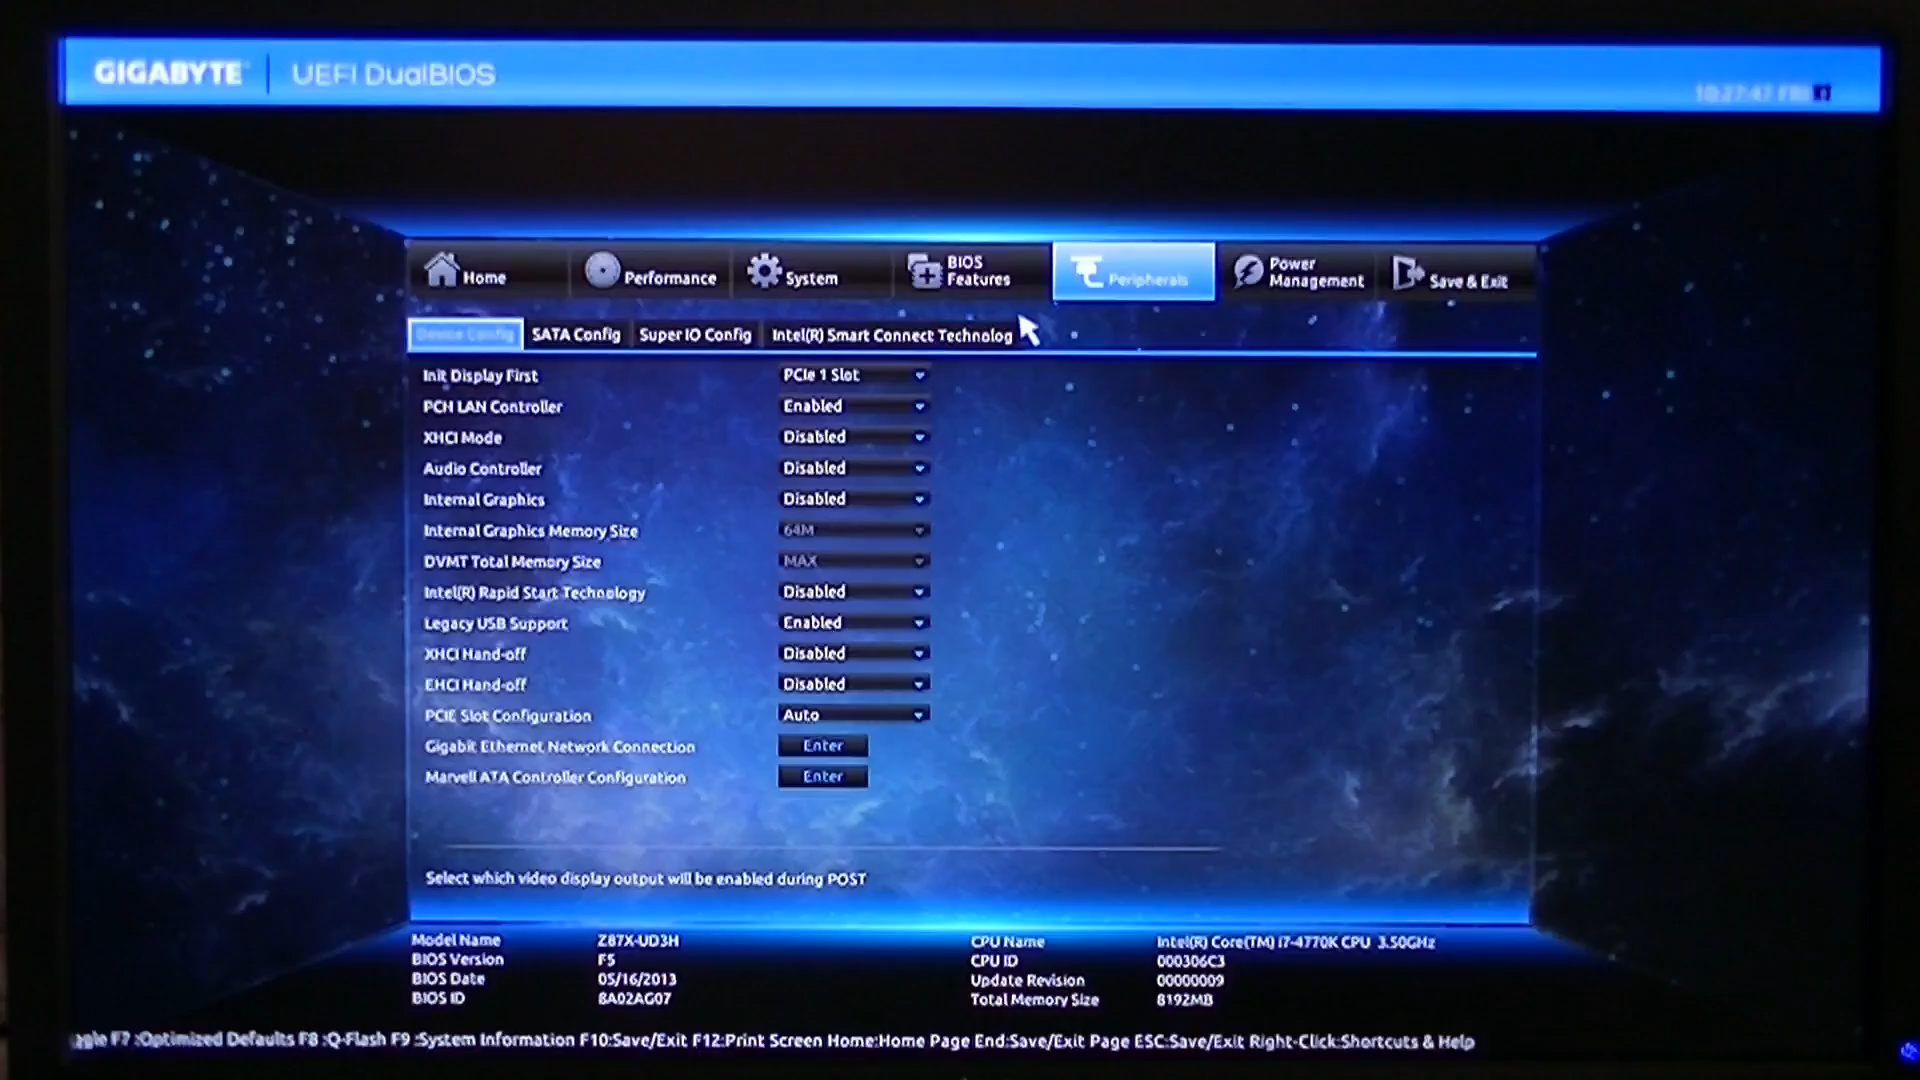 GIGABYTE UEFI DualBIOS
Home Performance System BIOS Features Peripherals Power Management Save & Exit
Device Config SATA Config Super IO Config Intel(R) Smart Connect Technolog
Init Display First PCIe 1 Slot
PCH LAN Controller Enabled
XHCI Mode Disabled
Audio Controller Disabled
Internal Graphics Disabled
Internal Graphics Memory Size 64M
DVMT Total Memory Size MAX
Intel(R) Rapid Start Technology Disabled
Legacy USB Support Enabled
XHCI Hand-off Disabled
EHCI Hand-off Disabled
PCIE Slot Configuration Auto
Gigabit Ethernet Network Connection Enter
Marvell ATA Controller Configuration Enter
Select which video display output will be enabled during POST
Model Name Z87X-UD3H CPU Name Intel(R) Core(TM) i7-4770K CPU 3.50GHz
BIOS Version F5 CPU ID 000306C3
BIOS Date 05/16/2013 Update Revision 00000009
BIOS ID 8A02AG07 Total Memory Size 8192MB
ggle F7 :Optimized Defaults F8 :Q-Flash F9 :System Information F10:Save/Exit F12:Print Screen Home:Home Page End:Save/Exit Page ESC:Save/Exit Right-Click:Shortcuts & Help